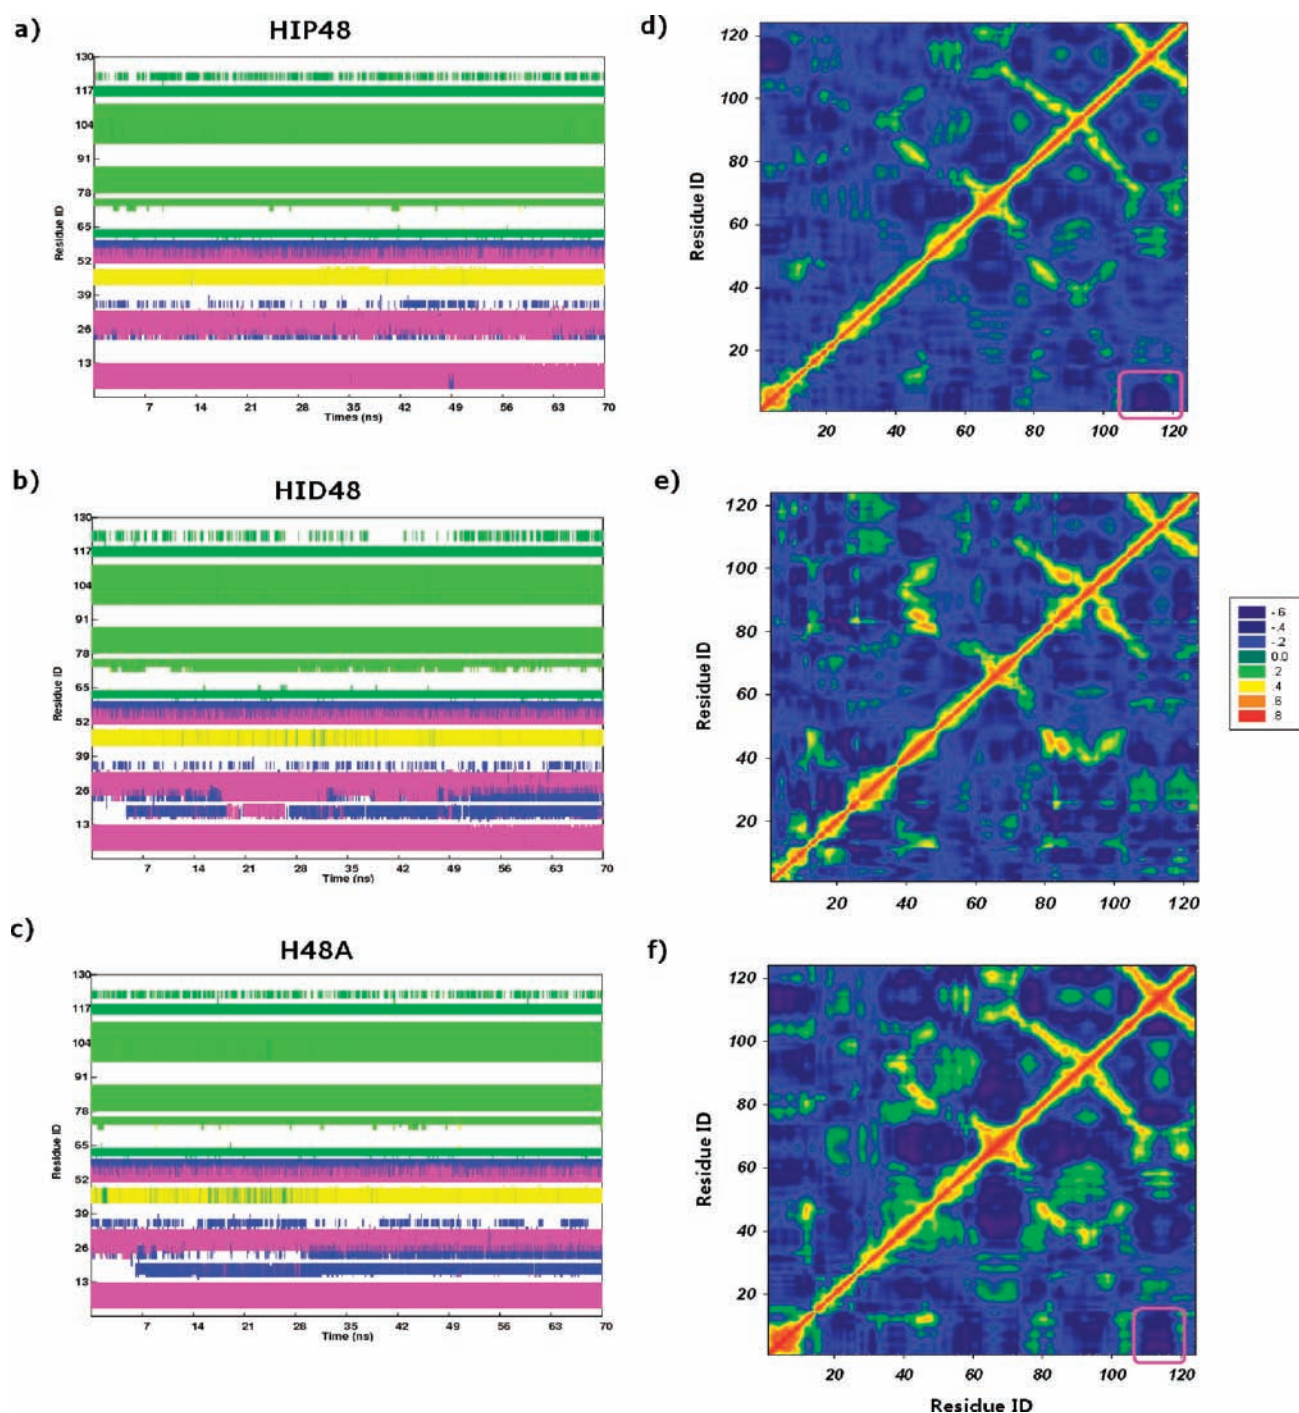 a) HIP48
130
117
104
91
78
65
52
39
26
13
Residue ID
7 14 21 28 35 42 49 56 63 70
Times (ns)
d)
120
100
80
60
40
20
Residue ID
20 40 60 80 100 120
b) HID48
130
117
104
91
78
65
52
39
26
13
Residue ID
7 14 21 28 35 42 49 56 63 70
Time (ns)
e)
120
100
80
60
40
20
Residue ID
20 40 60 80 100 120
-.6
-.4
-.2
0.0
.2
.4
.6
.8
c) H48A
130
117
104
91
78
65
52
39
26
13
Residue ID
7 14 21 28 35 42 49 56 63 70
Time (ns)
f)
120
100
80
60
40
20
Residue ID
20 40 60 80 100 120
Residue ID